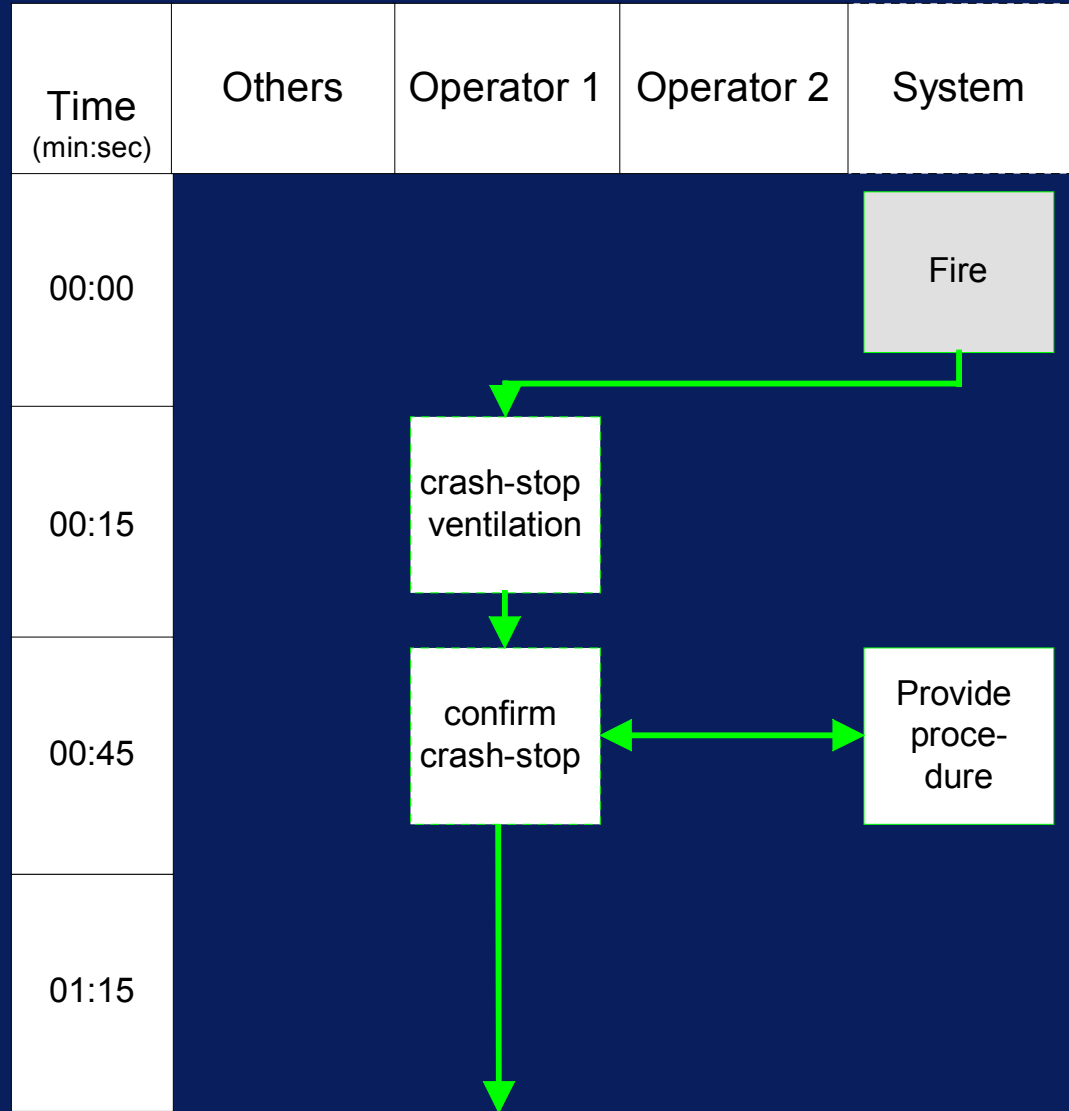 Time
(min:sec)
Others
Operator 1
Operator 2
System
00:00
Fire
00:15
crash-stop
ventilation
00:45
confirm
crash-stop
Provide
proce-
dure
01:15